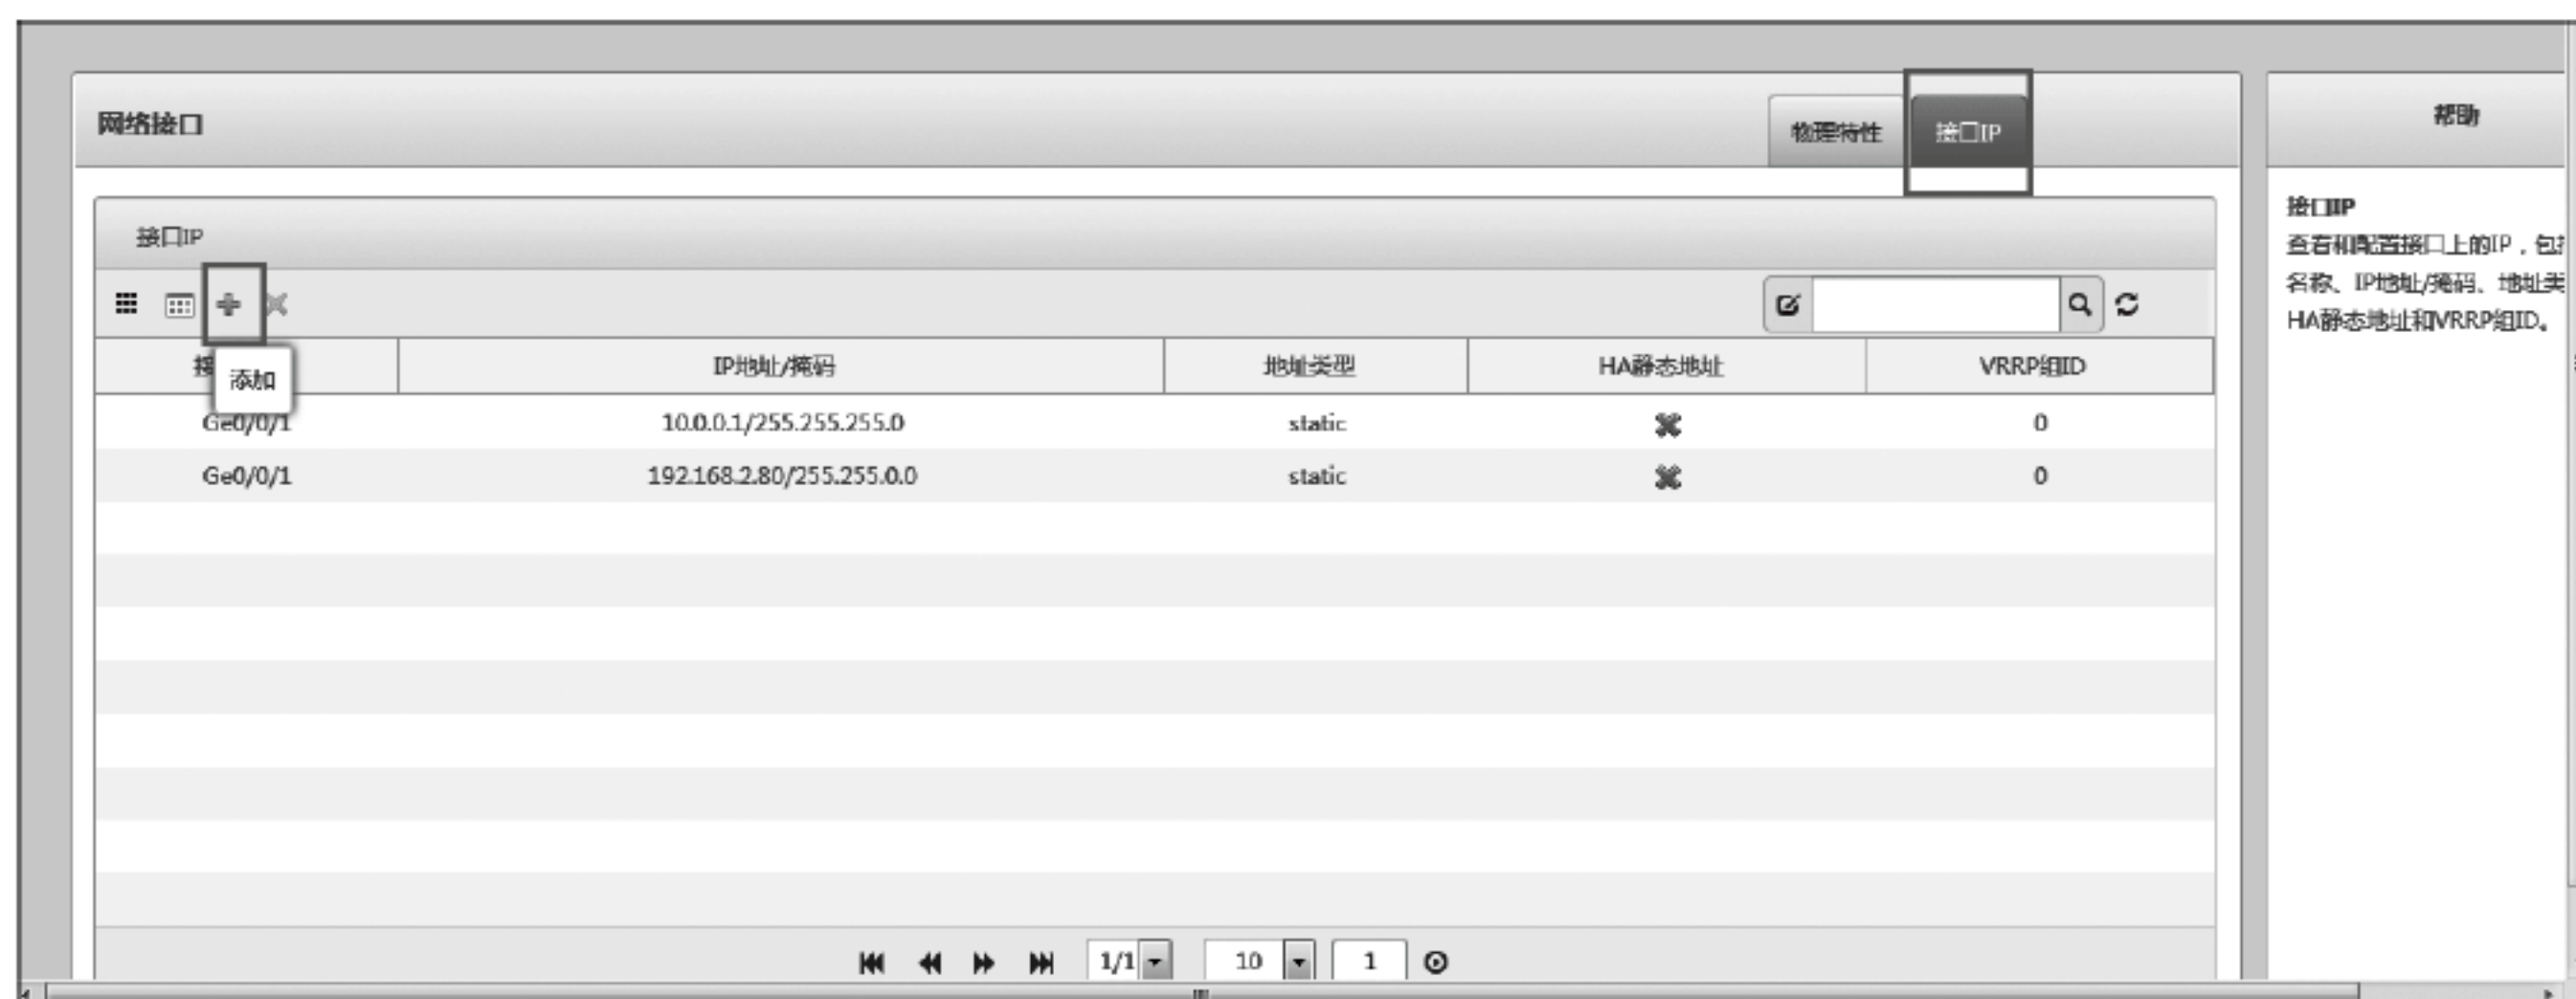 网络接口
物理特性
接口IP
帮助
接口IP
查看和配置接口上的IP，包
名称、IP地址/掩码、地址类
HA静态地址和VRRP组ID。
接口IP
添加
接
IP地址/掩码
地址类型
HA静态地址
VRRP组ID
Ge0/0/1
10.0.0.1/255.255.255.0
static
0
Ge0/0/1
192.168.2.80/255.255.0.0
static
0
1/1
10
1